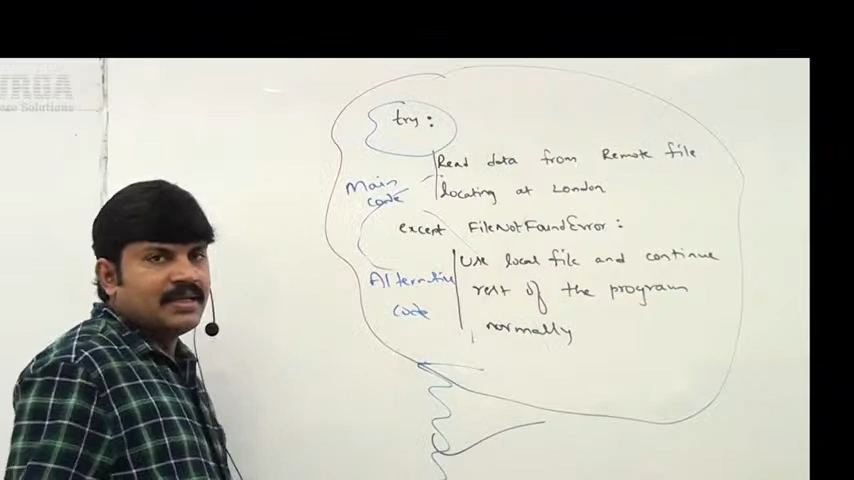 try :
Read data from Remote file
locating at London
Main
code
except FileNotFoundError :
Use local file and continue
rest of the program
normally
Alternative
code
Solutions